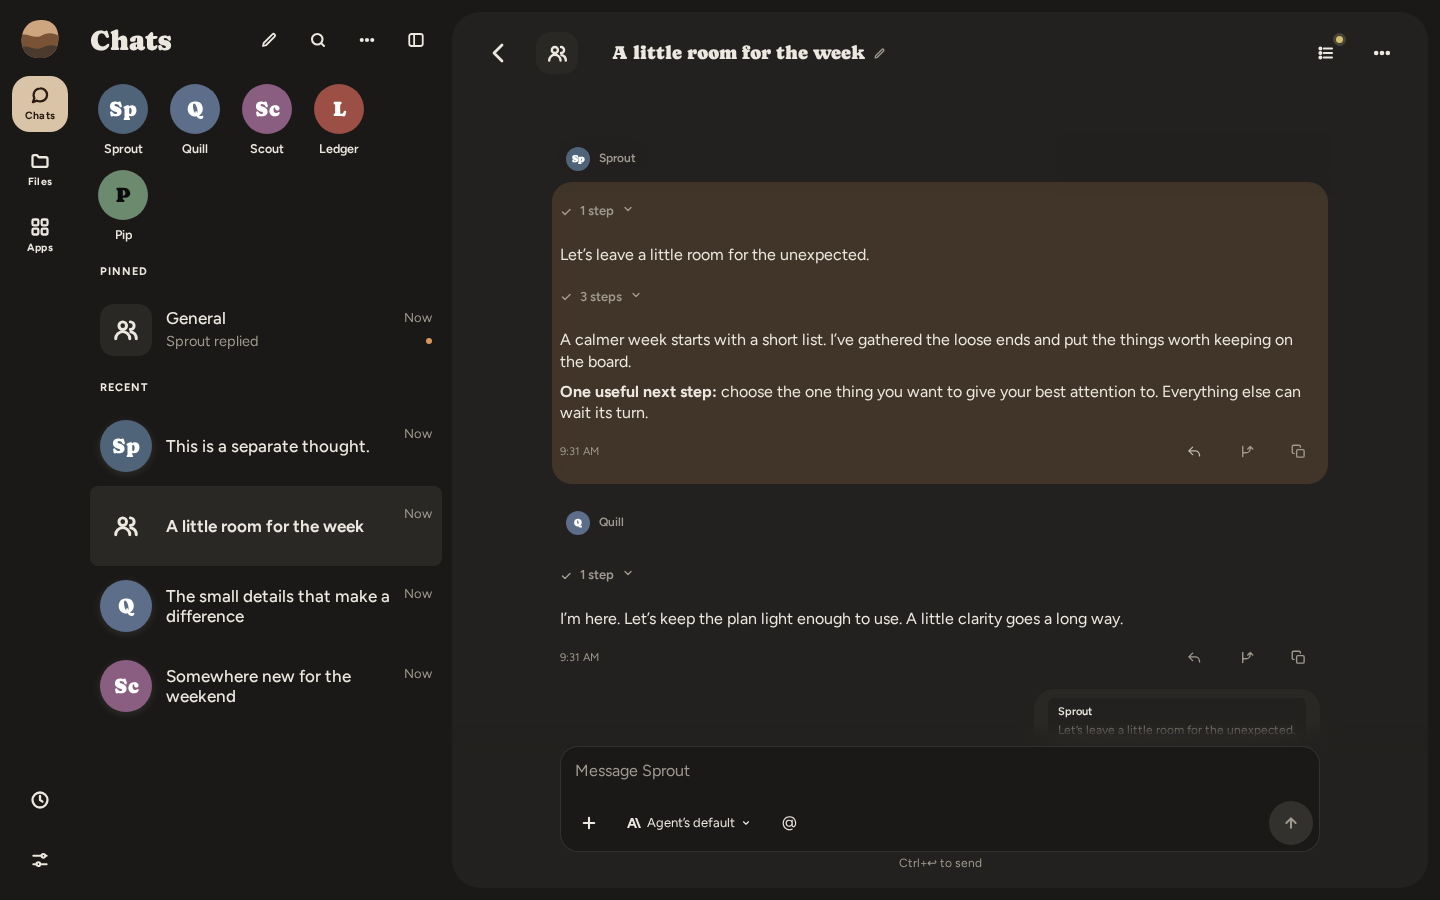 Chats
Chats
Files
Apps
Sp
Sprout
Q
Quill
Sc
Scout
L
Ledger
P
Pip
PINNED
General
Now
Sprout replied
RECENT
Sp
This is a separate thought.
Now
A little room for the week
Now
Q
The small details that make a
difference
Now
Sc
Somewhere new for the
weekend
Now
A little room for the week
Sp
Sprout
1 step
Let's leave a little room for the unexpected.
3 steps
A calmer week starts with a short list. I've gathered the loose ends and put the things worth keeping on
the board.
One useful next step: choose the one thing you want to give your best attention to. Everything else can
wait its turn.
9:31 AM
Q
Quill
1 step
I'm here. Let's keep the plan light enough to use. A little clarity goes a long way.
9:31 AM
Sprout
Let's leave a little room for the unexpected.
Message Sprout
A\ Agent's default
@
Ctrl+↩ to send